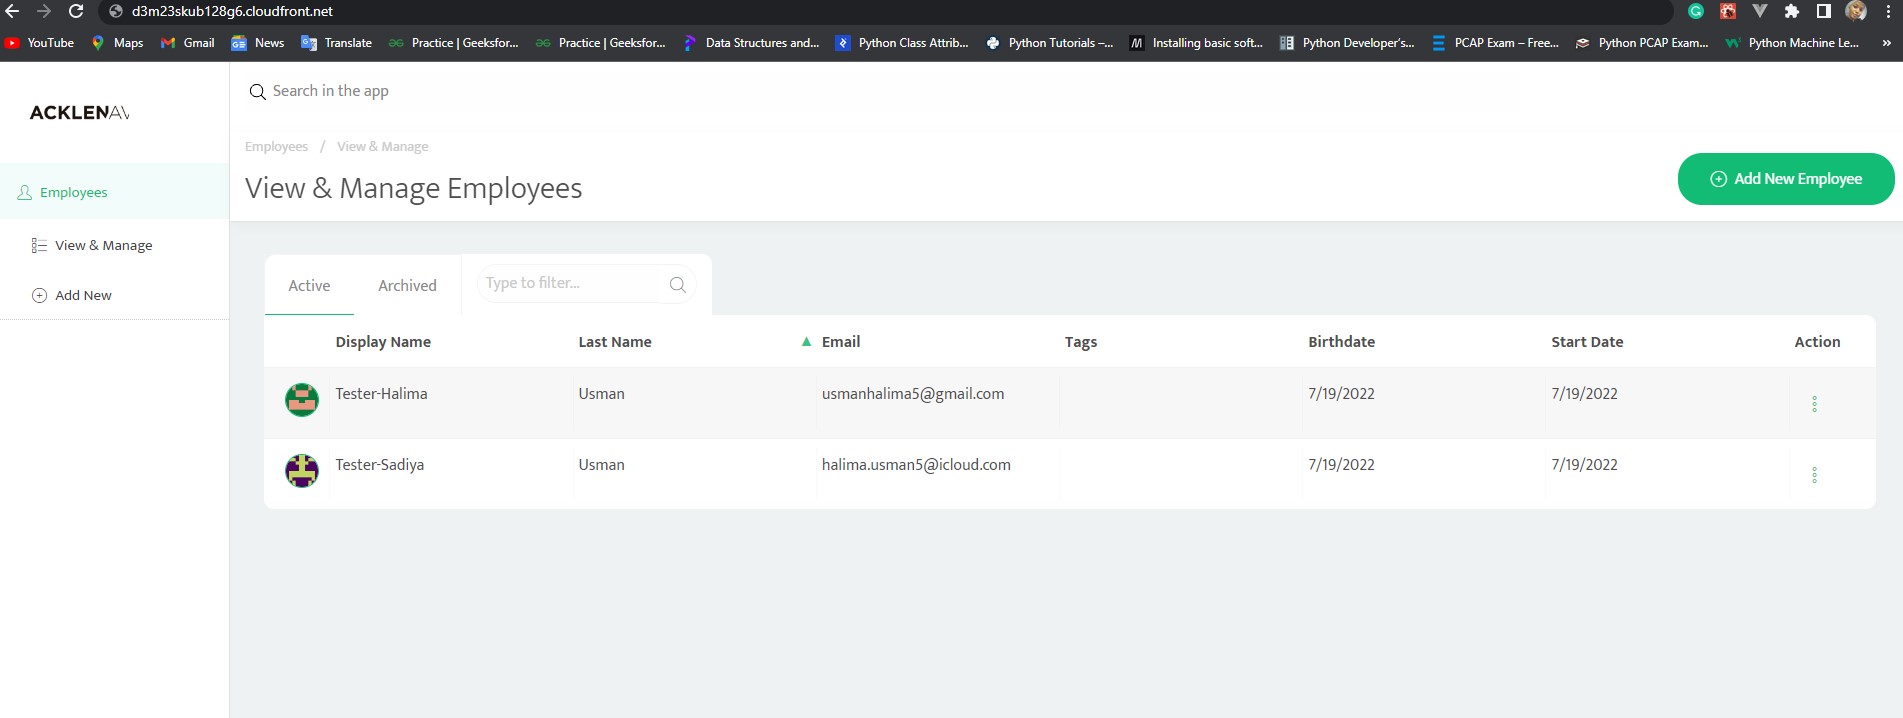 d3m23skub128g6.cloudfront.net
YouTube Maps Gmail News Translate Practice | Geeksfor... Practice | Geeksfor... Data Structures and... Python Class Attrib... Python Tutorials –... Installing basic soft... Python Developer's... PCAP Exam – Free... Python PCAP Exam... Python Machine Le... »
ACKLENAV
Search in the app
Employees / View & Manage
View & Manage Employees
Add New Employee
Employees
View & Manage
Add New
Active Archived Type to filter...
Display Name Last Name Email Tags Birthdate Start Date Action
Tester-Halima Usman usmanhalima5@gmail.com 7/19/2022 7/19/2022
Tester-Sadiya Usman halima.usman5@icloud.com 7/19/2022 7/19/2022